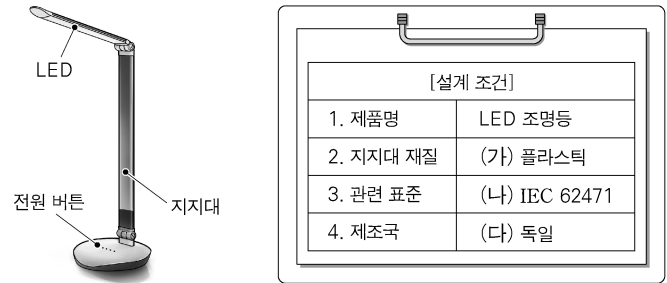 LED
전원 버튼
지지대
[설계 조건]
1. 제품명 LED 조명등
2. 지지대 재질 (가) 플라스틱
3. 관련 표준 (나) IEC 62471
4. 제조국 (다) 독일